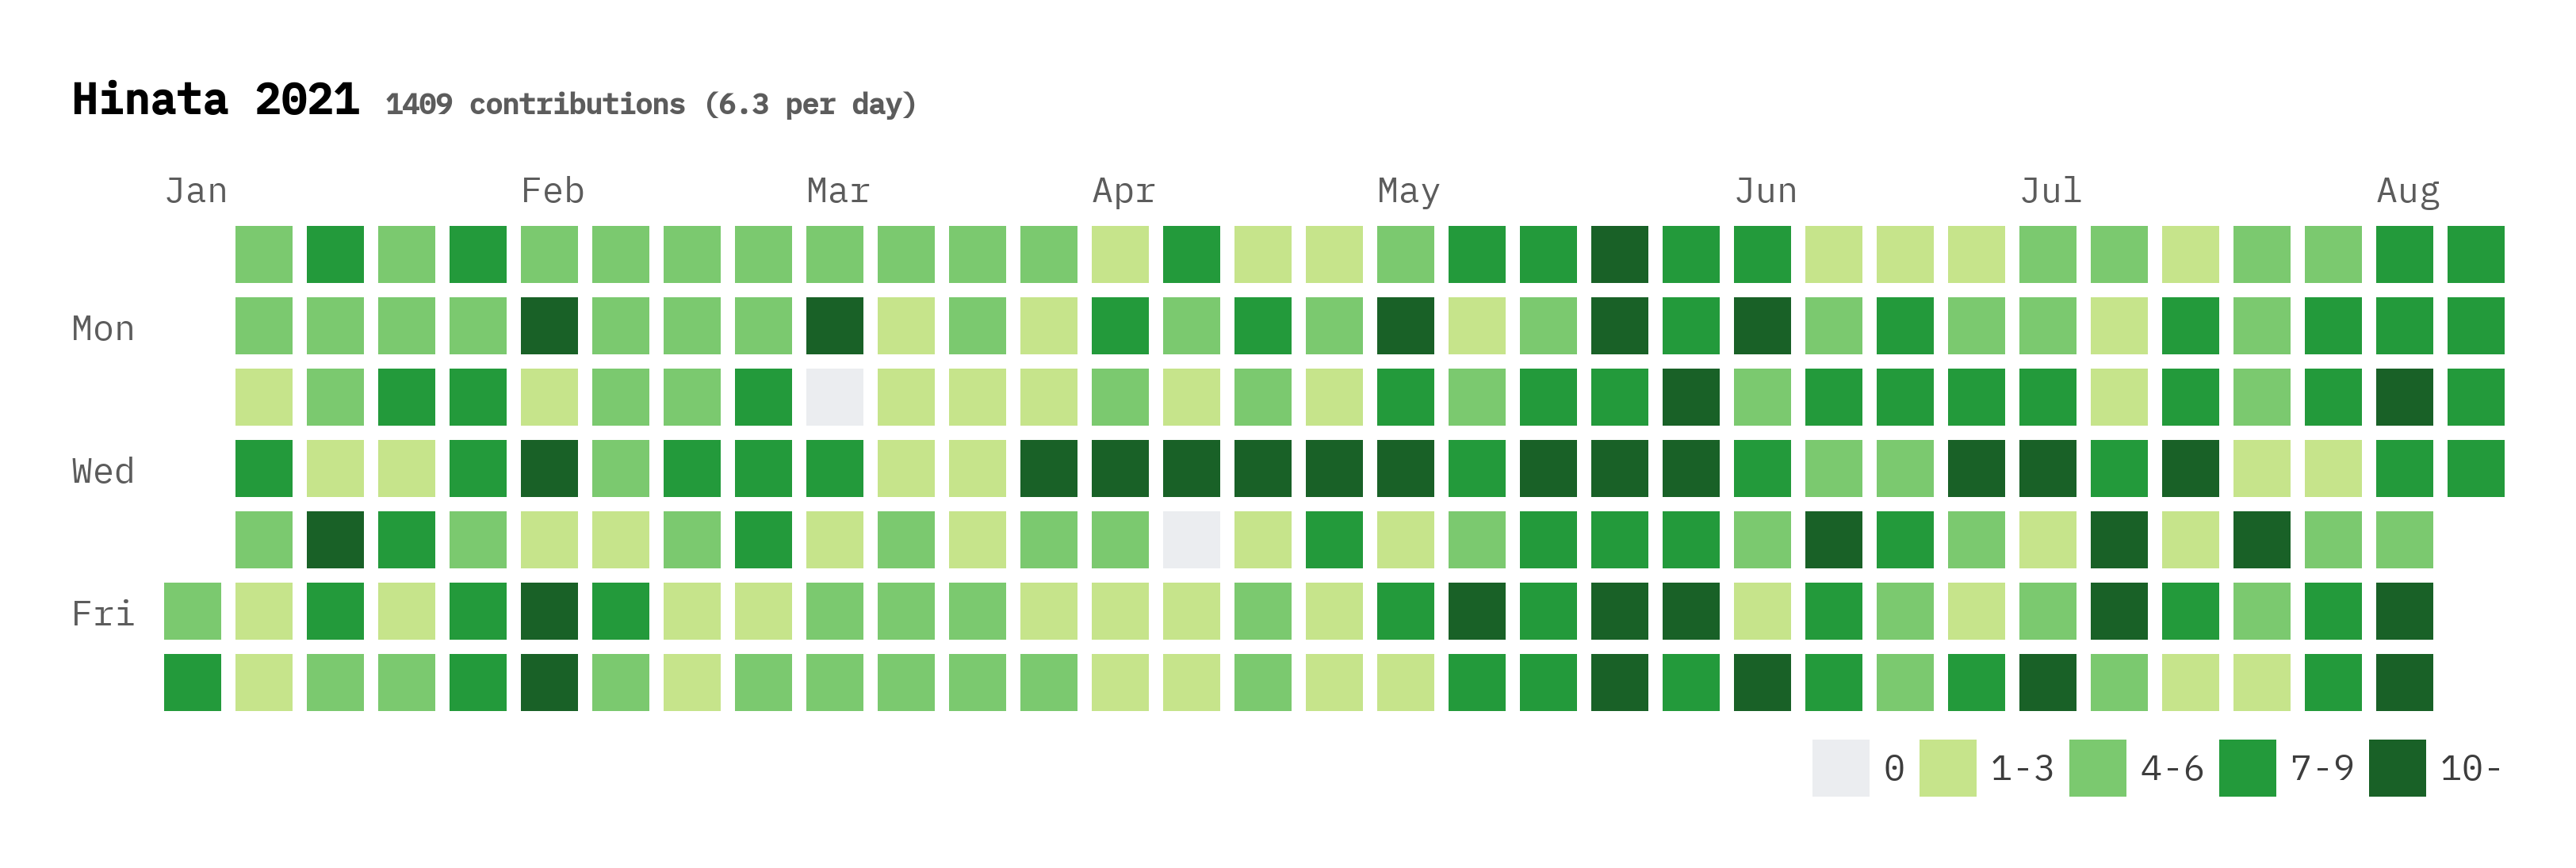 Hinata 2021 1409 contributions (6.3 per day)
Jan Feb Mar Apr May Jun Jul Aug
Mon
Wed
Fri
0 1-3 4-6 7-9 10-